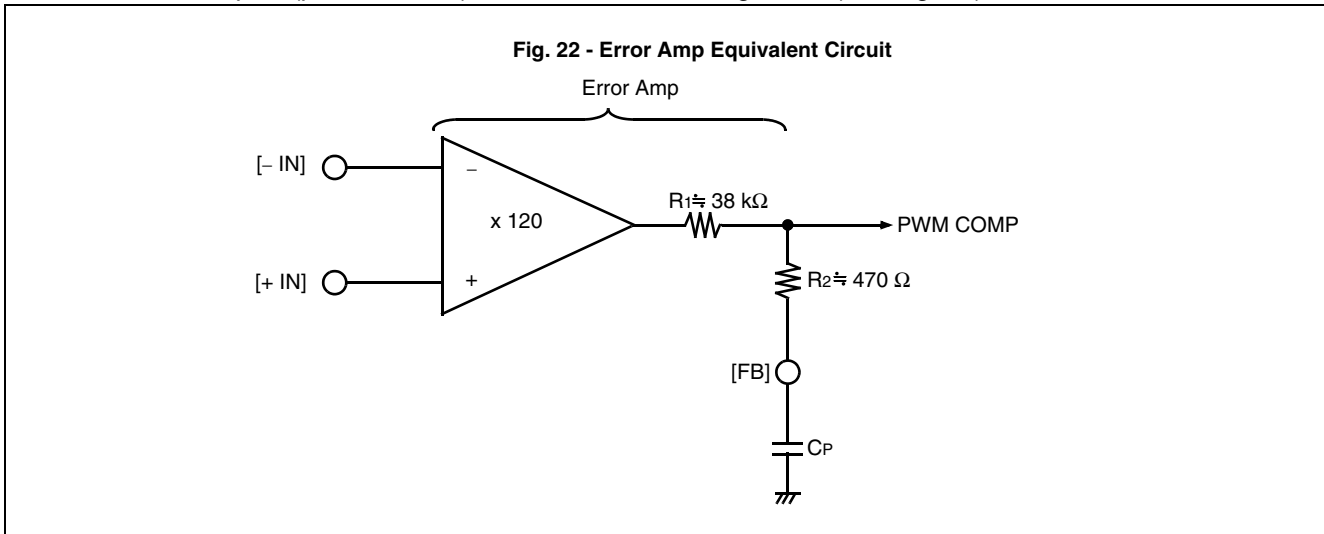 Fig. 22 - Error Amp Equivalent Circuit
Error Amp
[− IN]
−
R1≒ 38 kΩ
x 120
PWM COMP
[+ IN]
+
R2≒ 470 Ω
[FB]
CP